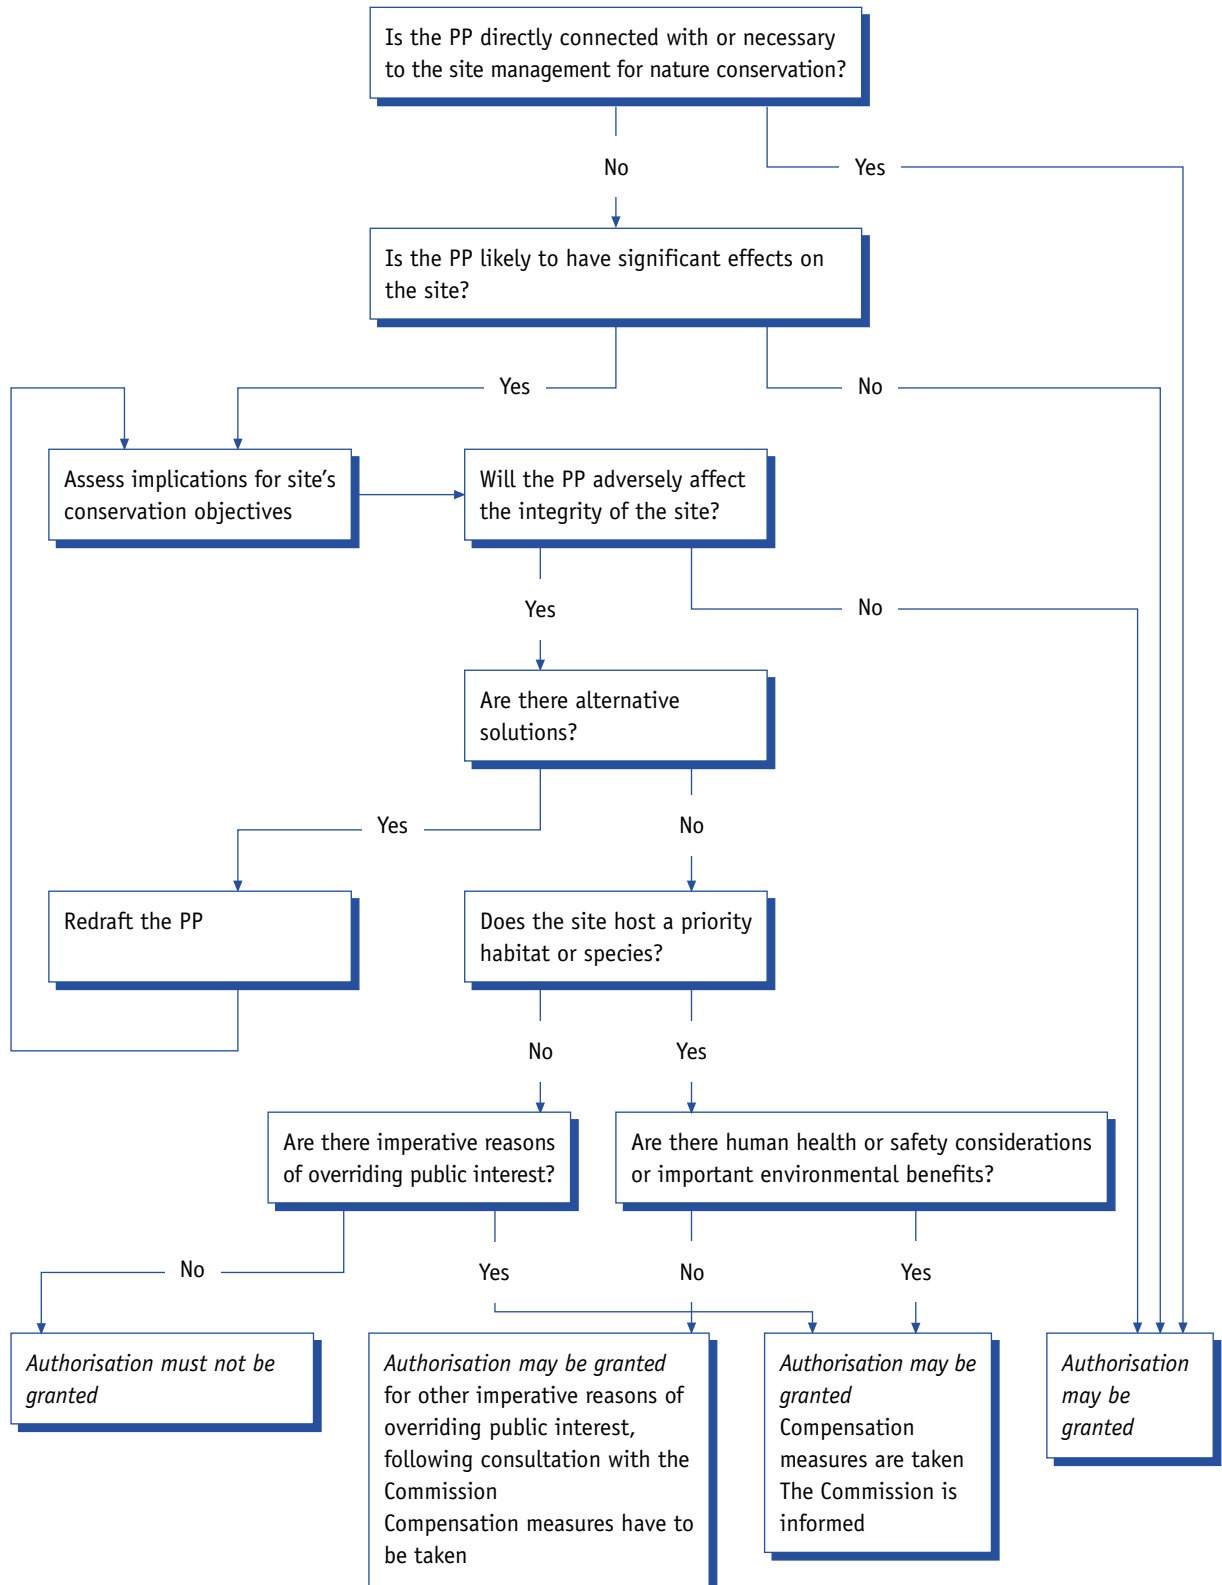 Is the PP directly connected with or necessary
to the site management for nature conservation?
No
Yes
Is the PP likely to have significant effects on
the site?
Yes
No
Assess implications for site's
conservation objectives
Will the PP adversely affect
the integrity of the site?
Yes
No
Are there alternative
solutions?
Yes
No
Redraft the PP
Does the site host a priority
habitat or species?
No
Yes
Are there imperative reasons
of overriding public interest?
Are there human health or safety considerations
or important environmental benefits?
No
Yes
No
Yes
Authorisation must not be
granted
Authorisation may be granted
for other imperative reasons of
overriding public interest,
following consultation with the
Commission
Compensation measures have to
be taken
Authorisation may be
granted
Compensation
measures are taken
The Commission is
informed
Authorisation
may be
granted